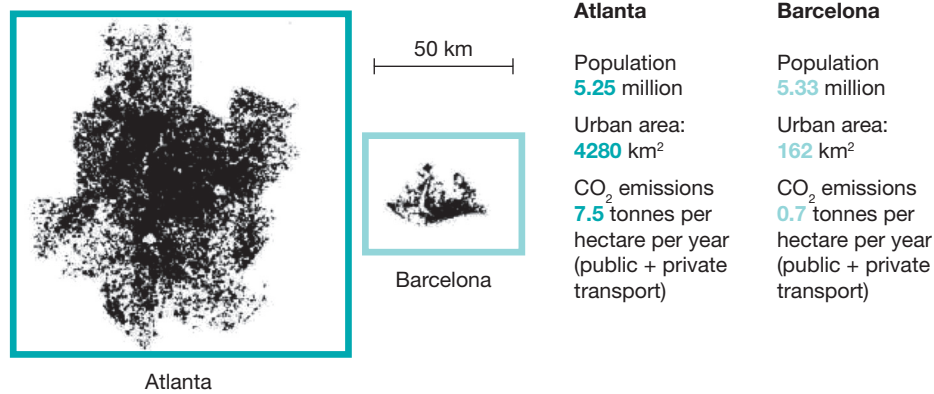 50 km
Atlanta
Barcelona
Atlanta
Population
5.25 million
Urban area:
4280 km²
CO₂ emissions
7.5 tonnes per
hectare per year
(public + private
transport)
Barcelona
Population
5.33 million
Urban area:
162 km²
CO₂ emissions
0.7 tonnes per
hectare per year
(public + private
transport)